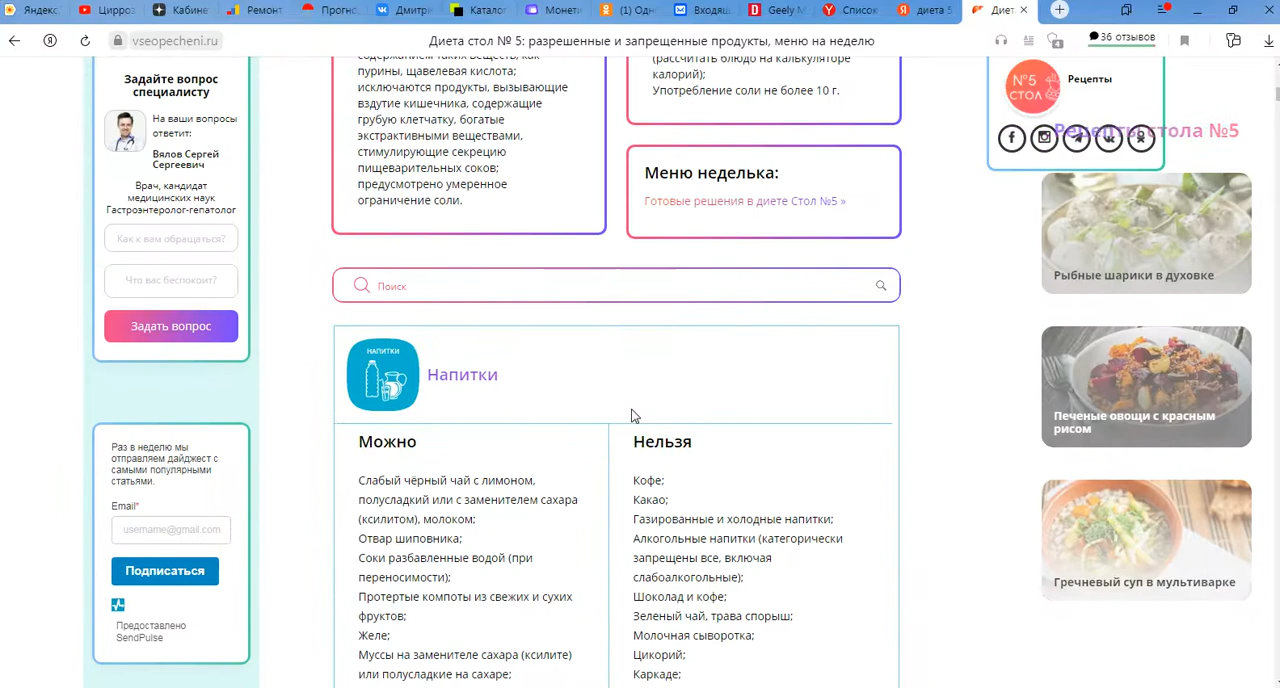 Яндекс
Цирроз
Кабине
Ремонт
Прогно
Дмитри
Каталог
Монети
(1) Одн
Входящ
Geely M
Список
диета 5
Диет
vseopecheni.ru
Диета стол № 5: разрешенные и запрещенные продукты, меню на неделю
4
36 отзывов
Задайте вопрос
специалисту
На ваши вопросы
ответит:
Вялов Сергей
Сергеевич
Врач, кандидат
медицинских наук
Гастроэнтеролог-гепатолог
Как к вам обращаться?
Что вас беспокоит?
Задать вопрос
Раз в неделю мы
отправляем дайджест с
самыми популярными
статьями.
Email*
username@gmail.com
Подписаться
Предоставлено
SendPulse
содержанием таких веществ, как
пурины, щавелевая кислота;
исключаются продукты, вызывающие
вздутие кишечника, содержащие
грубую клетчатку, богатые
экстрактивными веществами,
стимулирующие секрецию
пищеварительных соков;
предусмотрено умеренное
ограничение соли.
(рассчитать блюдо на калькуляторе
калорий);
Употребление соли не более 10 г.
Меню неделька:
Готовые решения в диете Стол №5 »
Поиск
НАПИТКИ
Напитки
Можно
Слабый чёрный чай с лимоном,
полусладкий или с заменителем сахара
(ксилитом), молоком;
Отвар шиповника;
Соки разбавленные водой (при
переносимости);
Протертые компоты из свежих и сухих
фруктов;
Желе;
Муссы на заменителе сахара (ксилите)
или полусладкие на сахаре;
Нельзя
Кофе;
Какао;
Газированные и холодные напитки;
Алкогольные напитки (категорически
запрещены все, включая
слабоалкогольные);
Шоколад и кофе;
Зеленый чай, трава спорыш;
Молочная сыворотка;
Цикорий;
Каркаде;
№5
СТОЛ
Рецепты
Рецепты стола №5
Рыбные шарики в духовке
Печеные овощи с красным
рисом
Гречневый суп в мультиварке